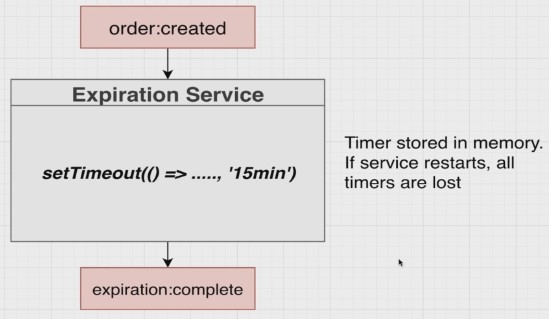 order:created
Expiration Service
setTimeout(() => ....., '15min')
Timer stored in memory.
If service restarts, all
timers are lost
expiration:complete